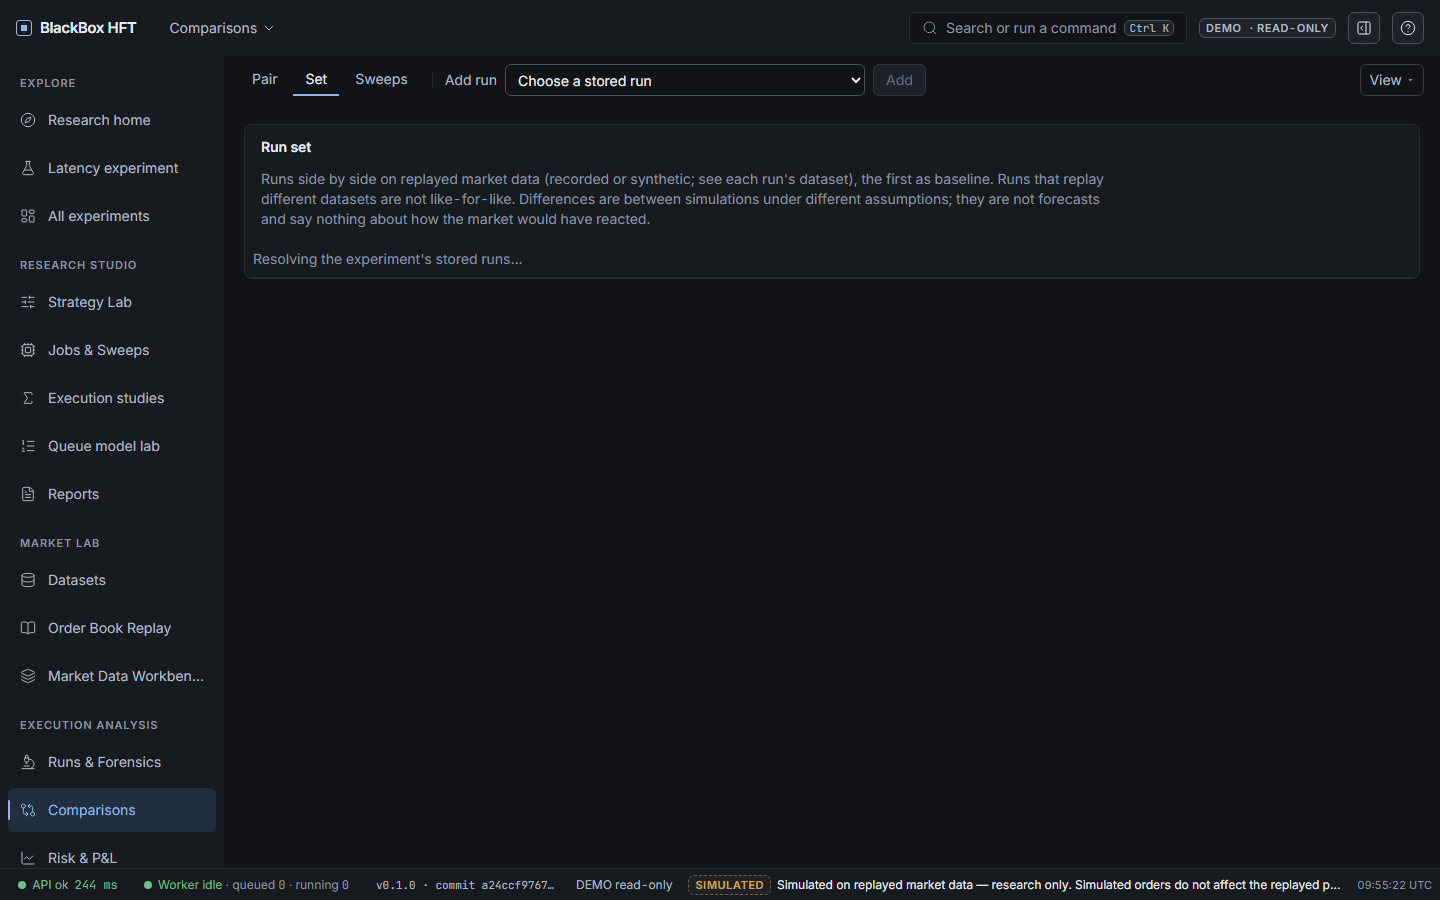 BlackBox HFT
Comparisons
Search or run a command Ctrl K
DEMO · READ-ONLY
EXPLORE
Research home
Latency experiment
All experiments
RESEARCH STUDIO
Strategy Lab
Jobs & Sweeps
Execution studies
Queue model lab
Reports
MARKET LAB
Datasets
Order Book Replay
Market Data Workben...
EXECUTION ANALYSIS
Runs & Forensics
Comparisons
Risk & P&L
Pair Set Sweeps Add run Choose a stored run Add View
Run set
Runs side by side on replayed market data (recorded or synthetic; see each run's dataset), the first as baseline. Runs that replay
different datasets are not like-for-like. Differences are between simulations under different assumptions; they are not forecasts
and say nothing about how the market would have reacted.
Resolving the experiment's stored runs...
API ok 244 ms Worker idle · queued 0 · running 0 v0.1.0 · commit a24ccf9767… DEMO read-only SIMULATED Simulated on replayed market data — research only. Simulated orders do not affect the replayed p... 09:55:22 UTC